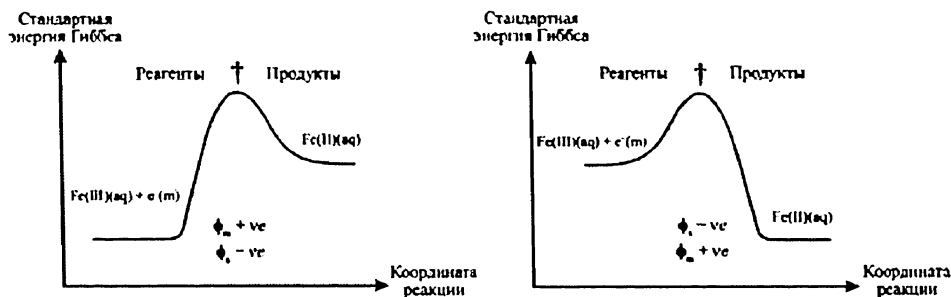 Стандартная
энергия Гиббса
Реагенты † Продукты
Fe(II)(aq)
Fe(III)(aq) + e⁻(m)
ϕₘ + ve
ϕₛ − ve
Координата
реакции
Стандартная
энергия Гиббса
Реагенты † Продукты
Fe(III)(aq) + e⁻(m)
Fe(II)(aq)
ϕₛ − ve
ϕₘ + ve
Координата
реакции